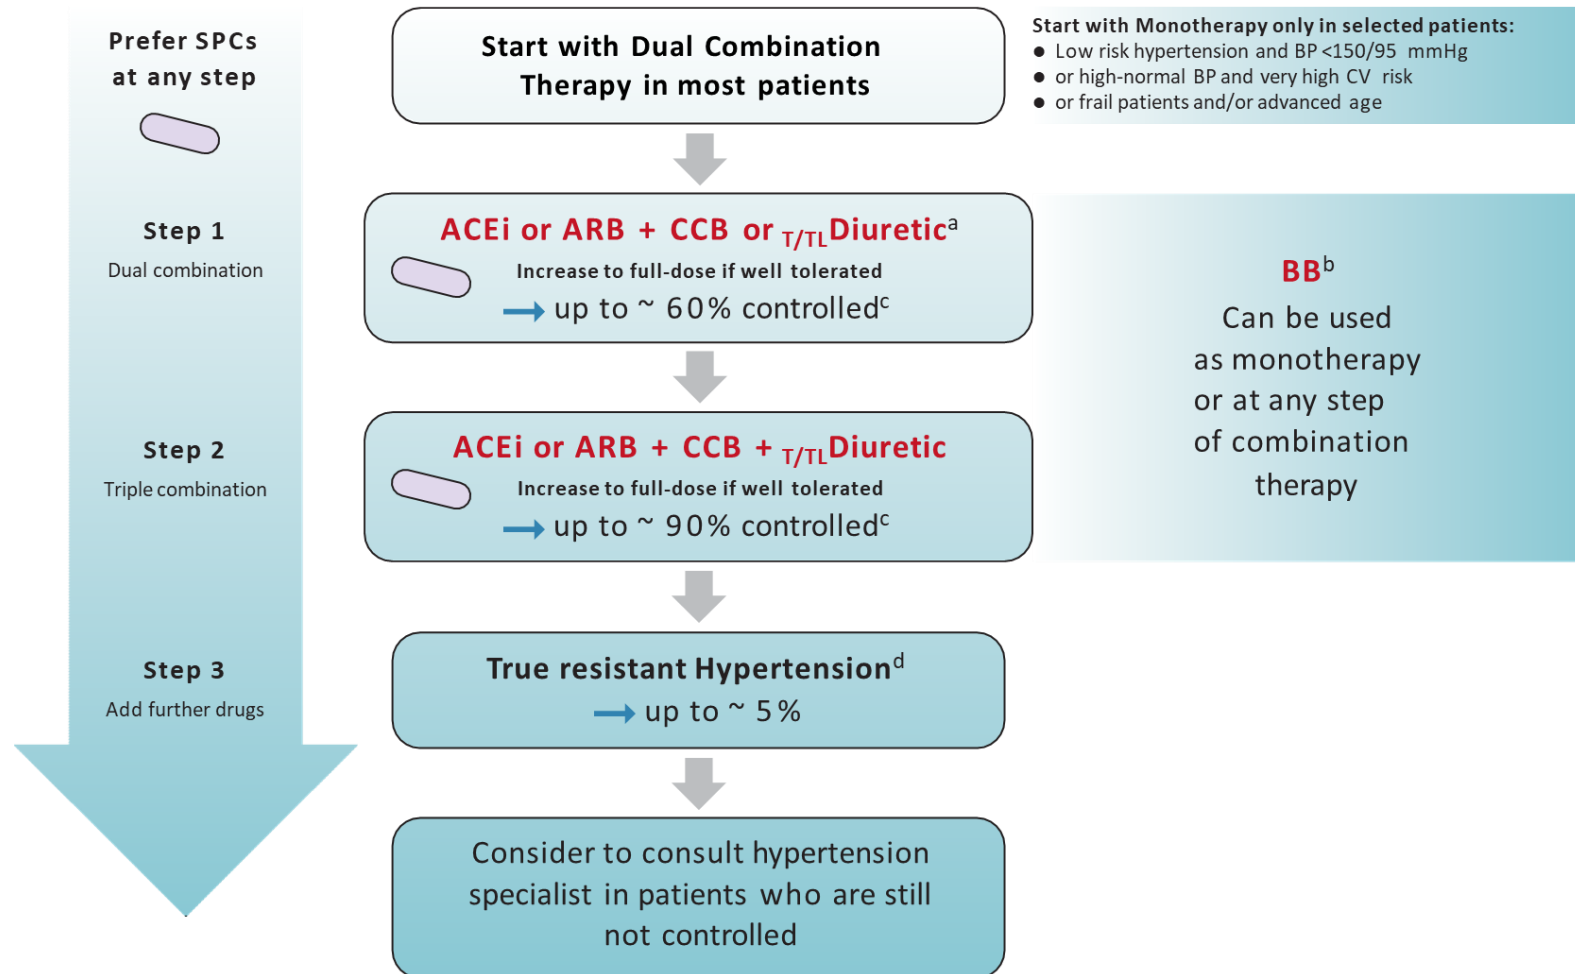 Prefer SPCs
at any step
Start with Dual Combination
Therapy in most patients
Start with Monotherapy only in selected patients:
● Low risk hypertension and BP <150/95 mmHg
● or high-normal BP and very high CV risk
● or frail patients and/or advanced age
Step 1
Dual combination
ACEi or ARB + CCB or T/TLDiuretic^a
Increase to full-dose if well tolerated
→ up to ~ 60% controlled^c
BB^b
Can be used
as monotherapy
or at any step
of combination
therapy
Step 2
Triple combination
ACEi or ARB + CCB + T/TLDiuretic
Increase to full-dose if well tolerated
→ up to ~ 90% controlled^c
Step 3
Add further drugs
True resistant Hypertension^d
→ up to ~ 5%
Consider to consult hypertension
specialist in patients who are still
not controlled